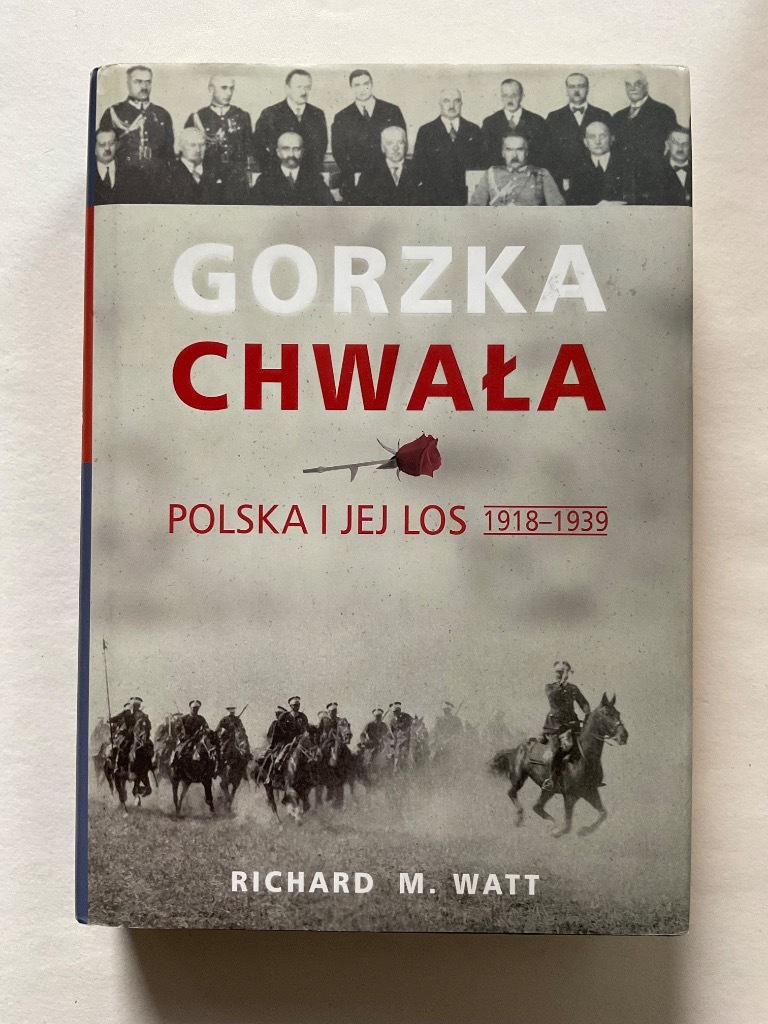 GORZKA
CHWAŁA
POLSKA I JEJ LOS 1918–1939
RICHARD M. WATT